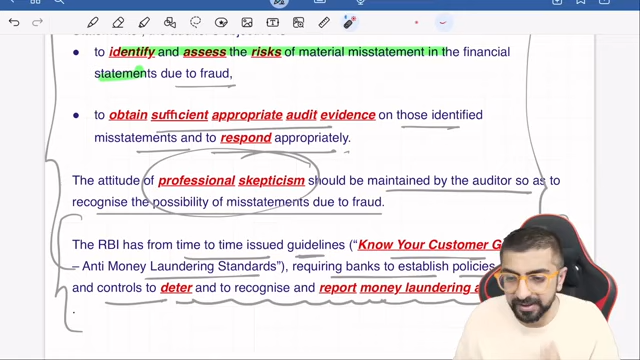 ● to identify and assess the risks of material misstatement in the financial
statements due to fraud,
● to obtain sufficient appropriate audit evidence on those identified
misstatements and to respond appropriately.
The attitude of professional skepticism should be maintained by the auditor so as to
recognise the possibility of misstatements due to fraud.
The RBI has from time to time issued guidelines (“Know Your Customer G
– Anti Money Laundering Standards”), requiring banks to establish policies
and controls to deter and to recognise and report money laundering a
.